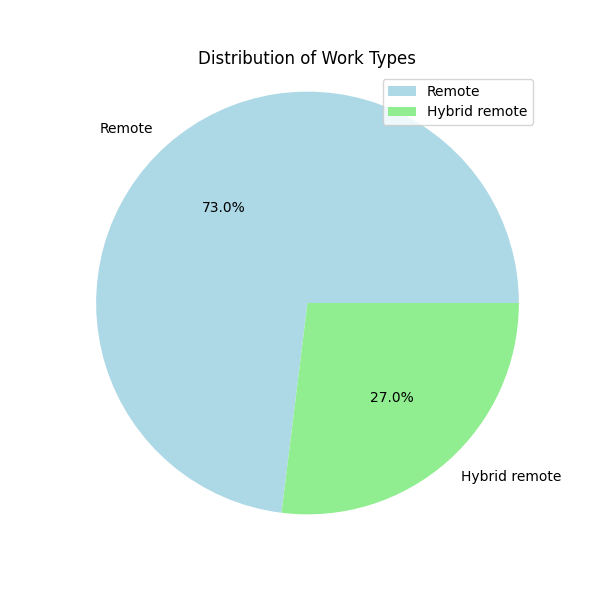 Distribution of Work Types
Remote
Hybrid remote
Remote
73.0%
27.0%
Hybrid remote